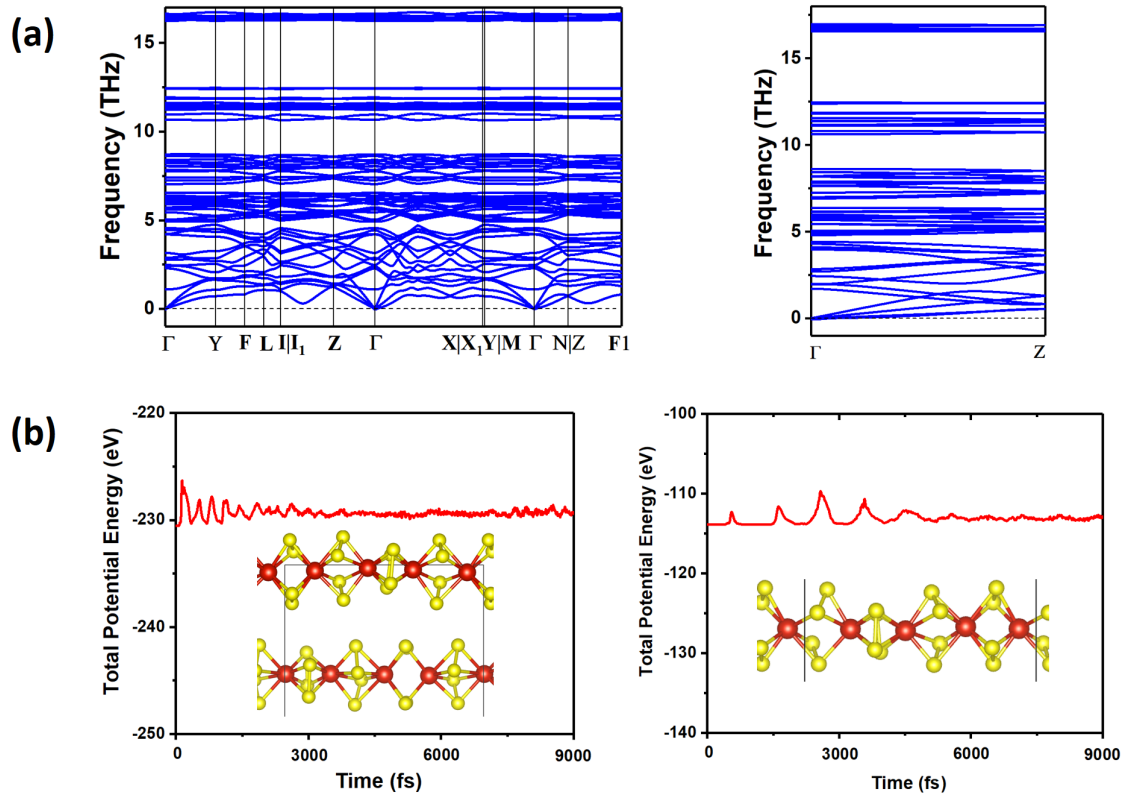 (a)
Frequency (THz)
15
10
5
0
Γ Y F L I|I₁ Z Γ X|X₁Y|M Γ N|Z F1
Frequency (THz)
15
10
5
0
Γ Z
(b)
Total Potential Energy (eV)
-220
-230
-240
-250
0 3000 6000 9000
Time (fs)
Total Potential Energy (eV)
-100
-110
-120
-130
-140
0 3000 6000 9000
Time (fs)